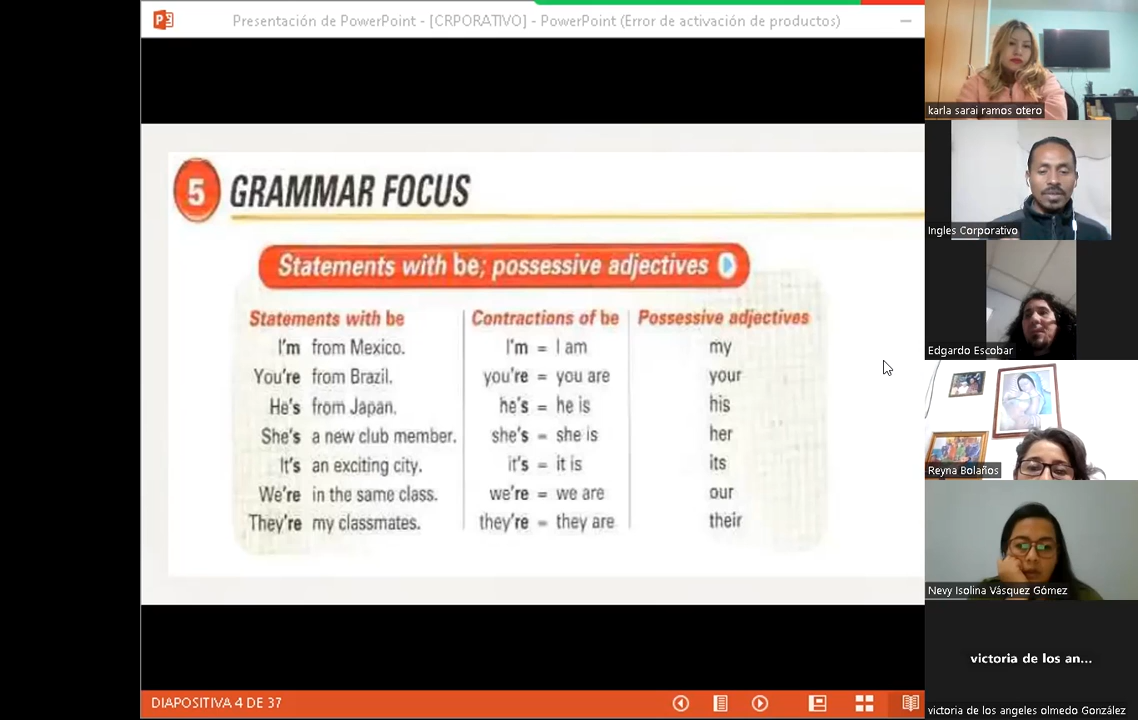 Presentación de PowerPoint - [CRPORATIVO] - PowerPoint (Error de activación de productos)
5 GRAMMAR FOCUS
Statements with be; possessive adjectives
Statements with be Contractions of be Possessive adjectives
I'm from Mexico. I'm = I am my
You're from Brazil. you're = you are your
He's from Japan. he's = he is his
She's a new club member. she's = she is her
It's an exciting city. it's = it is its
We're in the same class. we're = we are our
They're my classmates. they're = they are their
DIAPOSITIVA 4 DE 37
karla sarai ramos otero
Ingles Corporativo
Edgardo Escobar
Reyna Bolaños
Nevy Isolina Vásquez Gómez
victoria de los an...
victoria de los angeles olmedo González